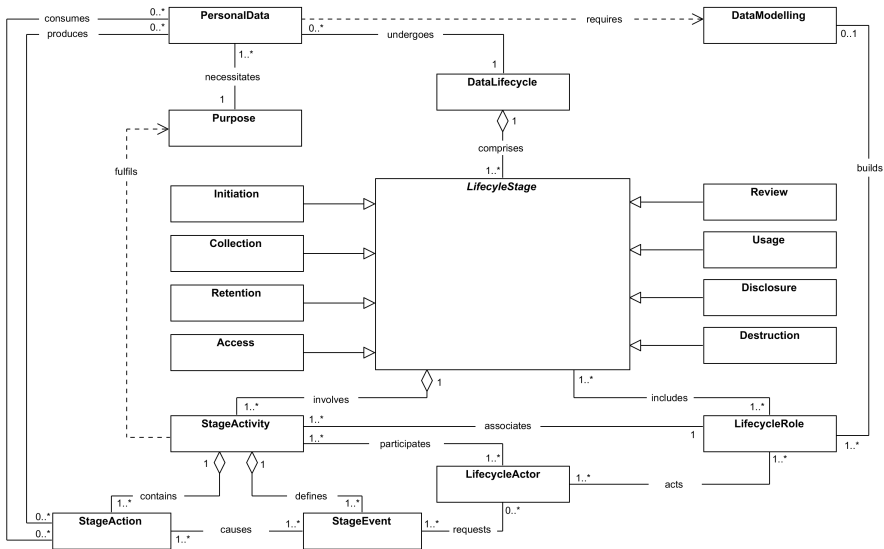 consumes
0..*
PersonalData
requires
DataModelling
produces
0..*
0..*
undergoes
0..1
1..*
necessitates
1
DataLifecycle
1
Purpose
1
comprises
fulfils
1..*
builds
LifecyleStage
Initiation
Review
Collection
Usage
Retention
Disclosure
Access
Destruction
1
1..*
involves
includes
1..*
1..*
StageActivity
1..*
associates
LifecycleRole
1..*
1
1..*
participates
1
1
1..*
1..*
LifecycleActor
1..*
acts
contains
defines
1..*
1..*
0..*
0..*
StageAction
StageEvent
0..*
1..*
causes
1..*
1..*
requests